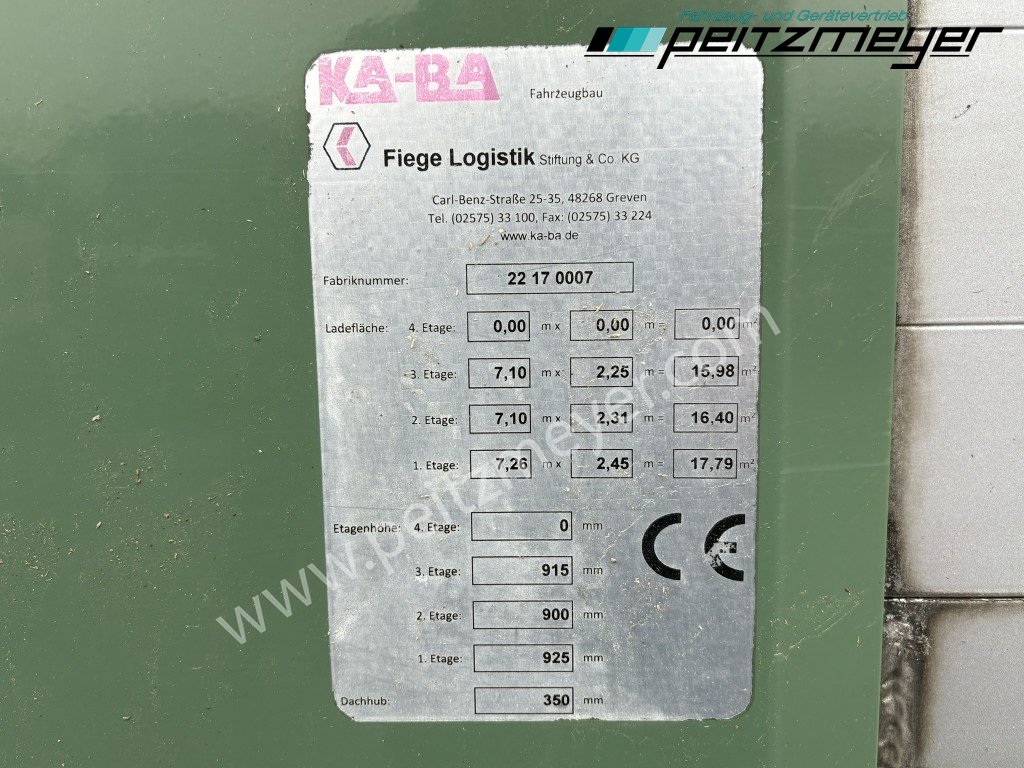 Fahrzeug- und Gerätevertrieb
peitzmeyer
KA-BA Fahrzeugbau
Fiege Logistik Stiftung & Co KG
Carl-Benz-Straße 25-35, 48268 Greven
Tel. (02575) 33 100, Fax: (02575) 33 224
www.ka-ba.de
Fabriknummer: 22 17 0007
Ladefläche: 4. Etage: 0,00 m x 0,00 m = 0,00 m²
3. Etage: 7,10 m x 2,25 m = 15,98 m²
2. Etage: 7,10 m x 2,31 m = 16,40 m²
1. Etage: 7,26 m x 2,45 m = 17,79 m²
Etagenhöhe: 4. Etage: 0 mm
3. Etage: 915 mm
2. Etage: 900 mm
1. Etage: 925 mm
Dachhub: 350 mm
CE
www.peitzmeyer.com